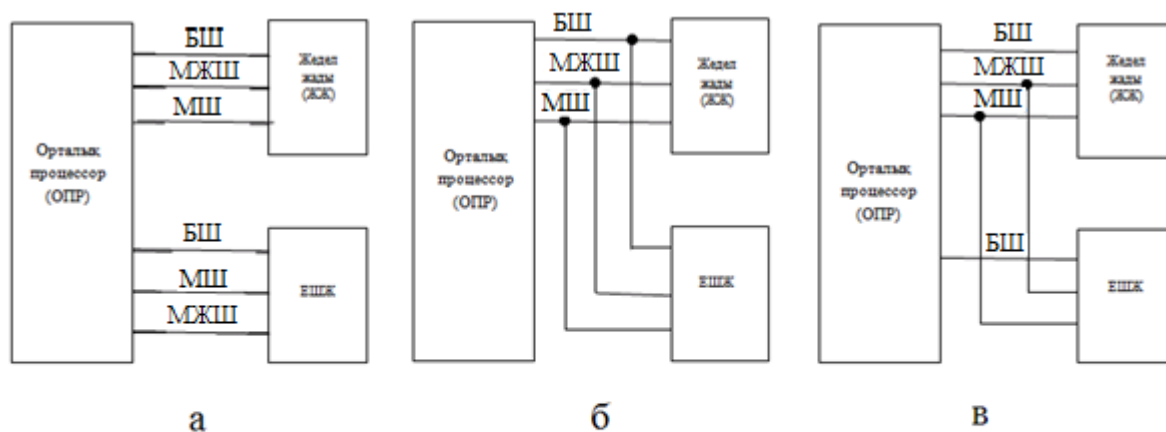 БШ
МЖШ
МШ
Жедел
жады
(ЖЖ)
Орталық
процессор
(ОПР)
БШ
МШ
МЖШ
ЕШЖ
а
БШ
МЖШ
МШ
Жедел
жады
(ЖЖ)
Орталық
процессор
(ОПР)
ЕШЖ
б
БШ
МЖШ
МШ
Жедел
жады
(ЖЖ)
Орталық
процессор
(ОПР)
БШ
ЕШЖ
в